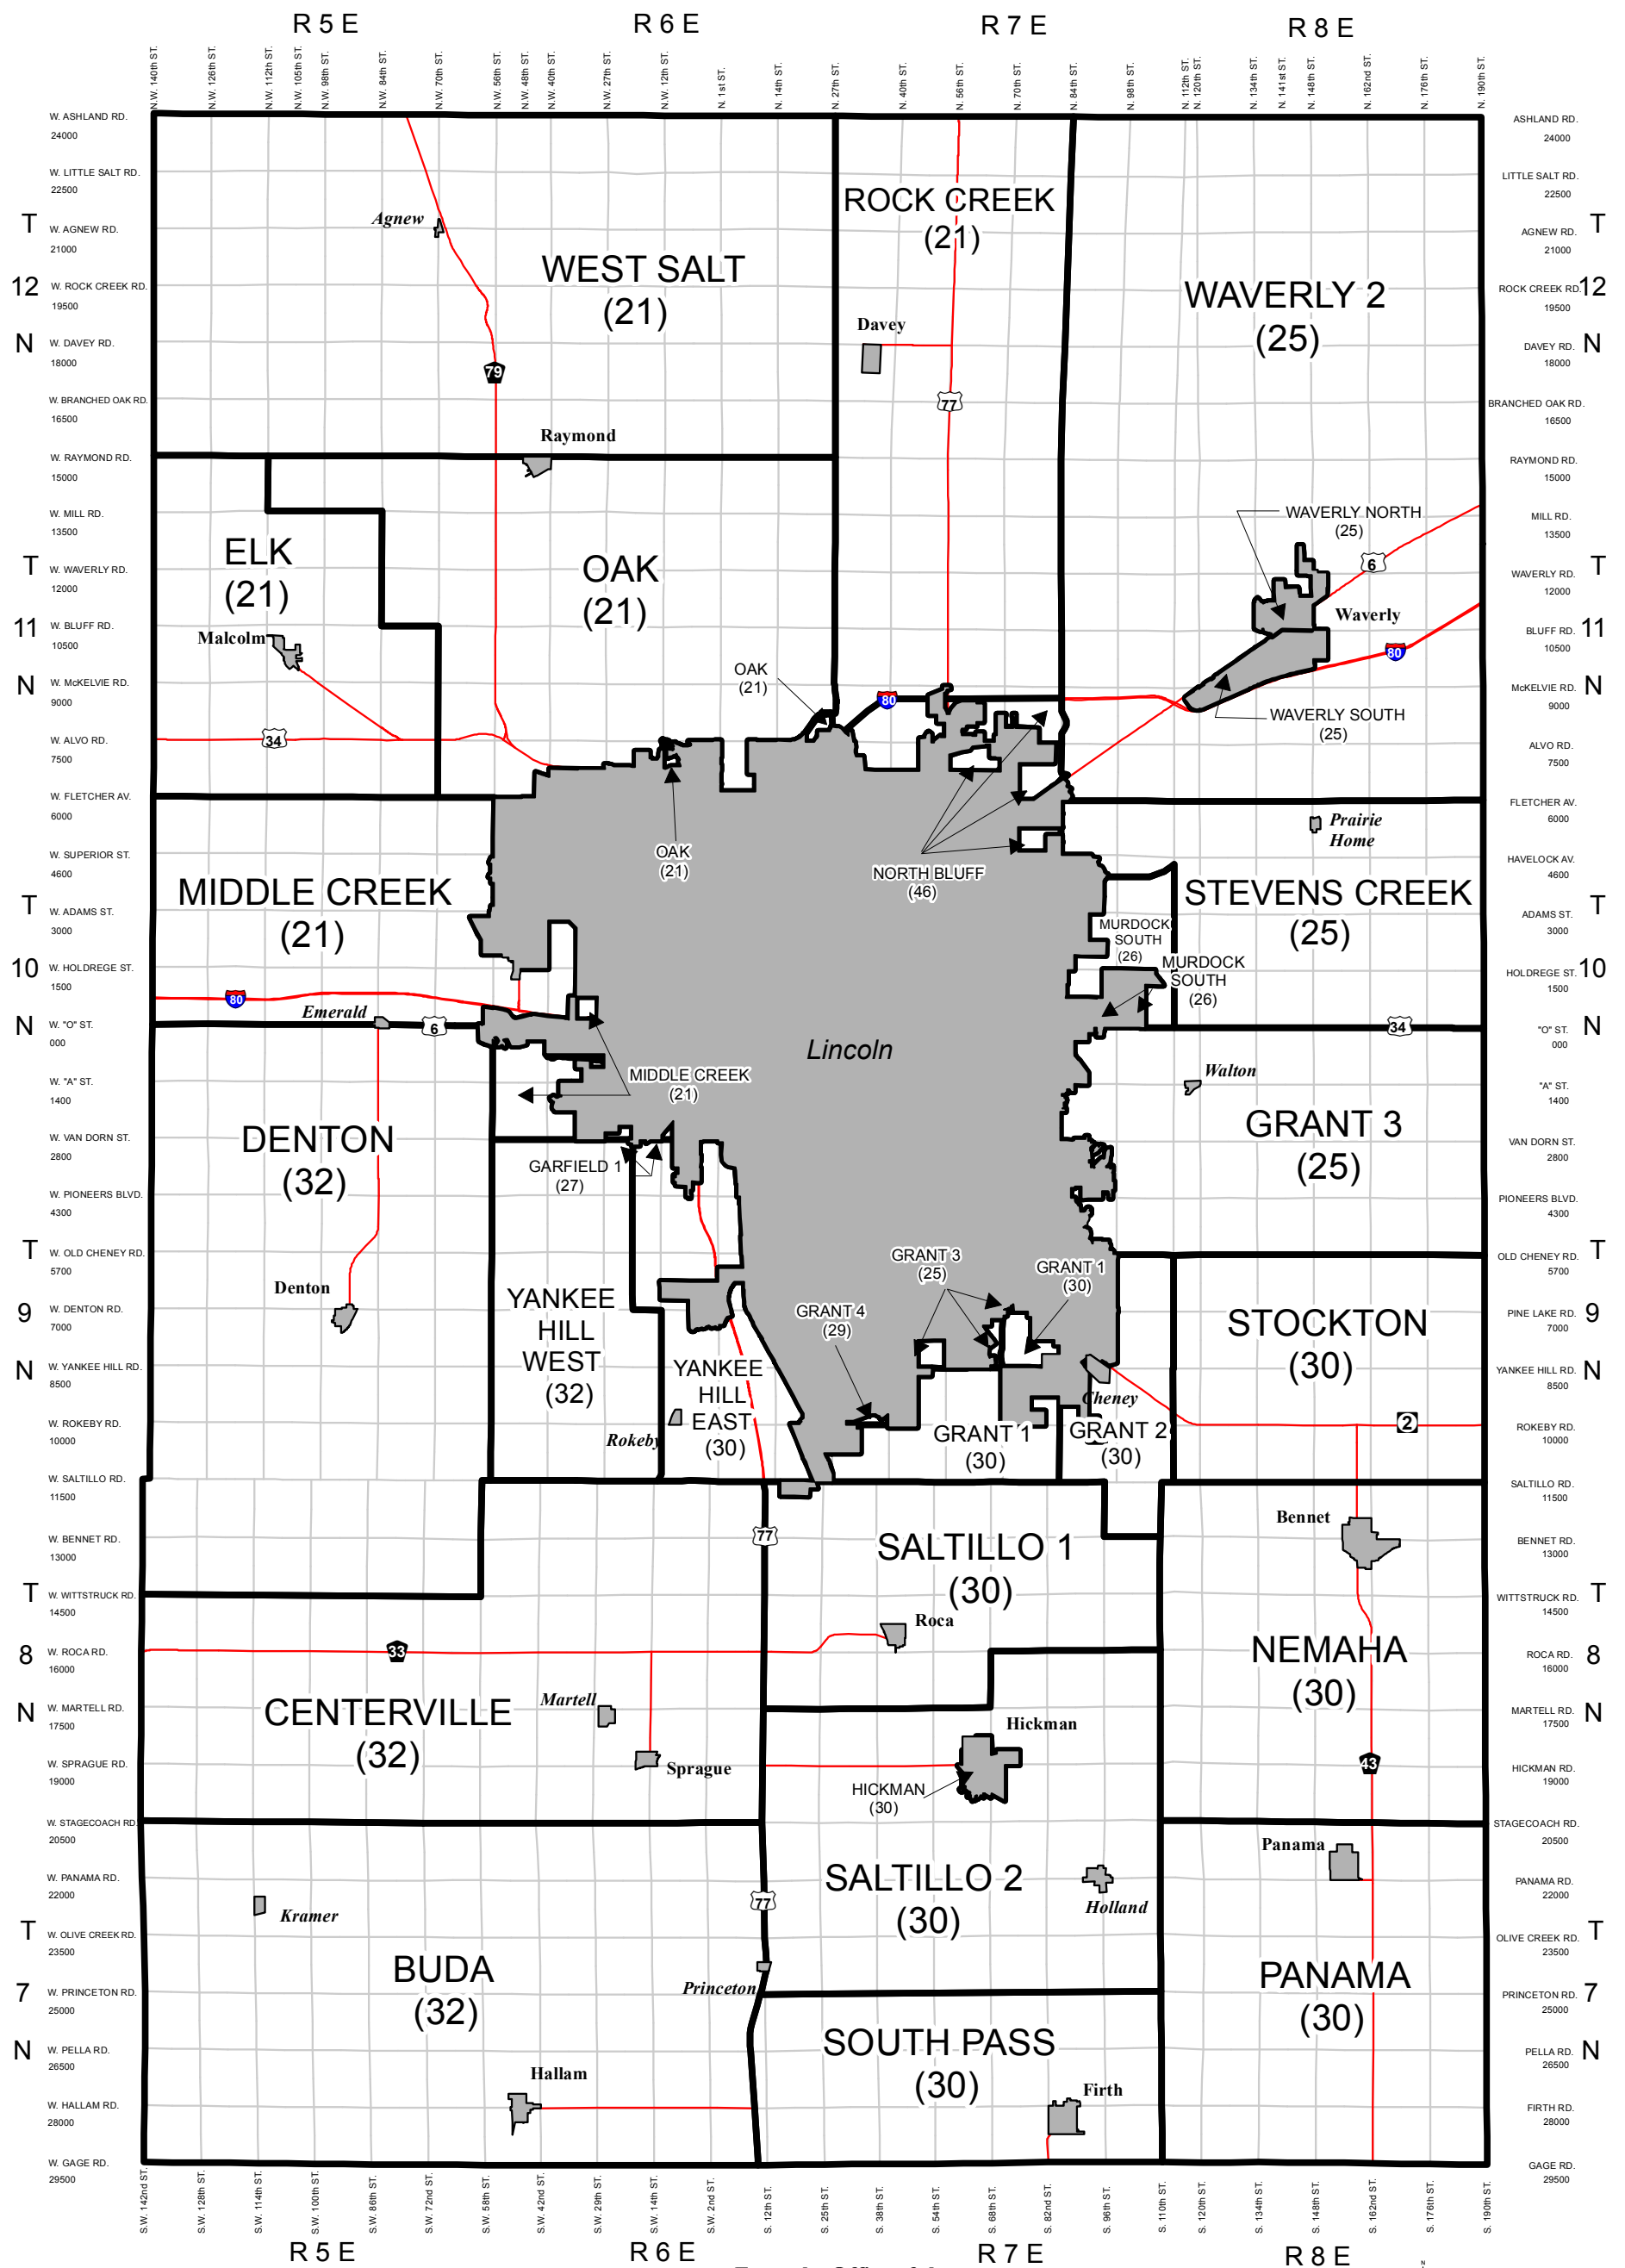 R 5 E
R 6 E
R 7 E
R 8 E
N.W. 140th ST.
N.W. 126th ST.
N.W. 112th ST.
N.W. 105th ST.
N.W. 98th ST.
N.W. 84th ST.
N.W. 70th ST.
N.W. 56th ST.
N.W. 48th ST.
N.W. 40th ST.
N.W. 27th ST.
N.W. 12th ST.
N. 1st ST.
N. 14th ST.
N. 27th ST.
N. 40th ST.
N. 56th ST.
N. 70th ST.
N. 84th ST.
N. 98th ST.
N. 112th ST.
N. 120th ST.
N. 134th ST.
N. 141st ST.
N. 148th ST.
N. 162nd ST.
N. 176th ST.
N. 190th ST.
W. ASHLAND RD.
24000
W. LITTLE SALT RD.
22500
T
W. AGNEW RD.
21000
12
W. ROCK CREEK RD.
19500
N
W. DAVEY RD.
18000
W. BRANCHED OAK RD.
16500
W. RAYMOND RD.
15000
W. MILL RD.
13500
T
W. WAVERLY RD.
12000
11
W. BLUFF RD.
10500
N
W. McKELVIE RD.
9000
W. ALVO RD.
7500
W. FLETCHER AV.
6000
W. SUPERIOR ST.
4600
T
W. ADAMS ST.
3000
10
W. HOLDREGE ST.
1500
N
W. "O" ST.
000
W. "A" ST.
1400
W. VAN DORN ST.
2800
W. PIONEERS BLVD.
4300
T
W. OLD CHENEY RD.
5700
9
W. DENTON RD.
7000
N
W. YANKEE HILL RD.
8500
W. ROKEBY RD.
10000
W. SALTILLO RD.
11500
W. BENNET RD.
13000
T
W. WITTSTRUCK RD.
14500
8
W. ROCA RD.
16000
N
W. MARTELL RD.
17500
W. SPRAGUE RD.
19000
W. STAGECOACH RD.
20500
W. PANAMA RD.
22000
T
W. OLIVE CREEK RD.
23500
7
W. PRINCETON RD.
25000
N
W. PELLA RD.
26500
W. HALLAM RD.
28000
W. GAGE RD.
29500
Agnew
WEST SALT
(21)
79
Raymond
ROCK CREEK
(21)
Davey
77
WAVERLY 2
(25)
WAVERLY NORTH
(25)
6
Waverly
80
WAVERLY SOUTH
(25)
ELK
(21)
Malcolm
34
OAK
(21)
OAK
(21)
80
OAK
(21)
NORTH BLUFF
(46)
Prairie
Home
MIDDLE CREEK
(21)
80
Emerald
6
STEVENS CREEK
(25)
MURDOCK
SOUTH
(26)
MURDOCK
SOUTH
(26)
34
Lincoln
MIDDLE CREEK
(21)
Walton
GRANT 3
(25)
DENTON
(32)
Denton
GARFIELD 1
(27)
YANKEE
HILL
WEST
(32)
YANKEE
HILL
EAST
(30)
Rokeby
GRANT 4
(29)
GRANT 3
(25)
GRANT 1
(30)
GRANT 1
(30)
Cheney
GRANT 2
(30)
STOCKTON
(30)
2
77
SALTILLO 1
(30)
Roca
Bennet
NEMAHA
(30)
43
33
CENTERVILLE
(32)
Martell
Sprague
Hickman
HICKMAN
(30)
SALTILLO 2
(30)
Holland
77
Panama
PANAMA
(30)
Kramer
BUDA
(32)
Princeton
Hallam
SOUTH PASS
(30)
Firth
ASHLAND RD.
24000
LITTLE SALT RD.
22500
T
AGNEW RD.
21000
ROCK CREEK RD.
12
19500
DAVEY RD.
N
18000
BRANCHED OAK RD.
16500
RAYMOND RD.
15000
MILL RD.
13500
T
WAVERLY RD.
12000
BLUFF RD.
11
10500
McKELVIE RD.
N
9000
ALVO RD.
7500
FLETCHER AV.
6000
HAVELOCK AV.
4600
T
ADAMS ST.
3000
HOLDREGE ST.
10
1500
"O" ST.
N
000
"A" ST.
1400
VAN DORN ST.
2800
PIONEERS BLVD.
4300
T
OLD CHENEY RD.
5700
PINE LAKE RD.
9
7000
YANKEE HILL RD.
N
8500
ROKEBY RD.
10000
SALTILLO RD.
11500
BENNET RD.
13000
T
WITTSTRUCK RD.
14500
ROCA RD.
8
16000
MARTELL RD.
N
17500
HICKMAN RD.
19000
STAGECOACH RD.
20500
PANAMA RD.
22000
T
OLIVE CREEK RD.
23500
PRINCETON RD.
7
25000
PELLA RD.
N
26500
FIRTH RD.
28000
GAGE RD.
29500
S.W. 142nd ST.
S.W. 128th ST.
S.W. 114th ST.
S.W. 100th ST.
S.W. 86th ST.
S.W. 72nd ST.
S.W. 58th ST.
S.W. 42nd ST.
S.W. 29th ST.
S.W. 14th ST.
S.W. 2nd ST.
S. 12th ST.
S. 25th ST.
S. 38th ST.
S. 54th ST.
S. 68th ST.
S. 82nd ST.
S. 96th ST.
S. 110th ST.
S. 120th ST.
S. 134th ST.
S. 148th ST.
S. 162nd ST.
S. 176th ST.
S. 190th ST.
R 5 E
R 6 E
R 7 E
R 8 E